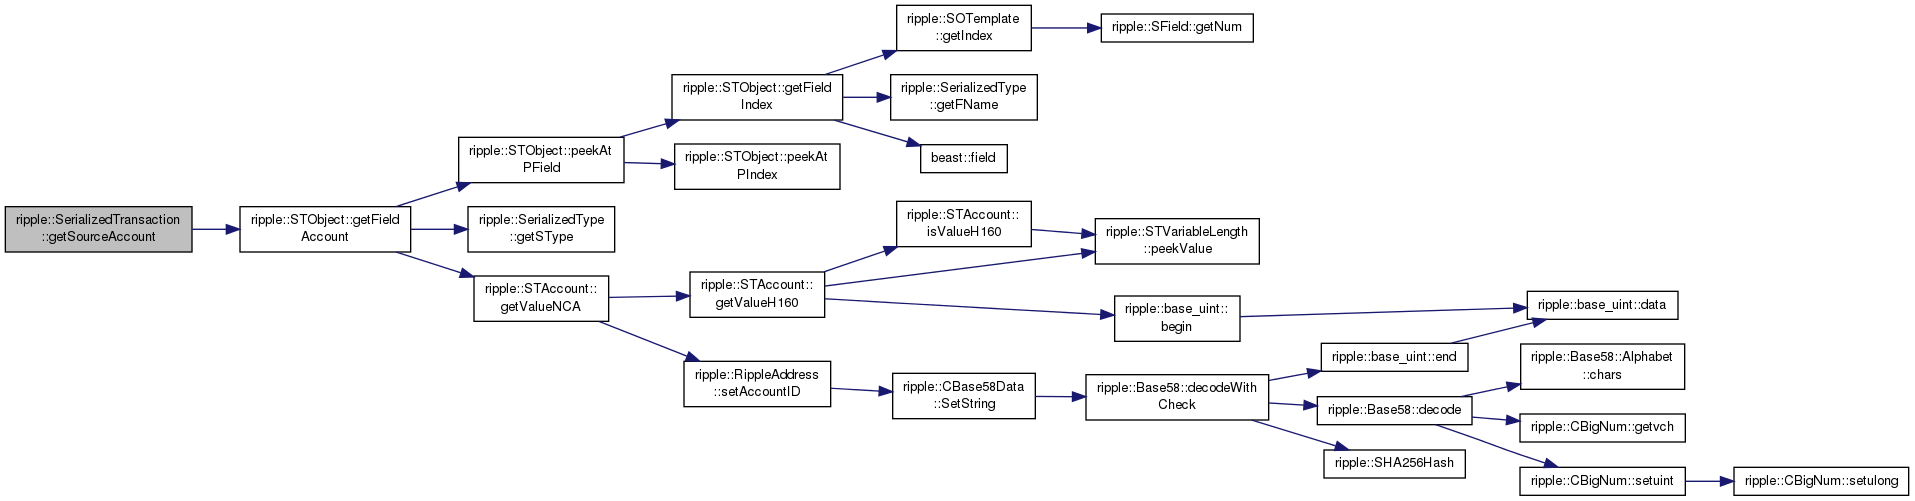 ripple::SerializedTransaction
::getSourceAccount
ripple::STObject::getField
Account
ripple::STObject::peekAt
PField
ripple::SerializedType
::getSType
ripple::STAccount::
getValueNCA
ripple::STObject::getField
Index
ripple::STObject::peekAt
PIndex
ripple::STAccount::
getValueH160
ripple::RippleAddress
::setAccountID
ripple::SOTemplate
::getIndex
ripple::SerializedType
::getFName
beast::field
ripple::STAccount::
isValueH160
ripple::CBase58Data
::SetString
ripple::SField::getNum
ripple::STVariableLength
::peekValue
ripple::base_uint::
begin
ripple::Base58::decodeWith
Check
ripple::base_uint::end
ripple::Base58::decode
ripple::SHA256Hash
ripple::base_uint::data
ripple::Base58::Alphabet
::chars
ripple::CBigNum::getvch
ripple::CBigNum::setuint
ripple::CBigNum::setulong